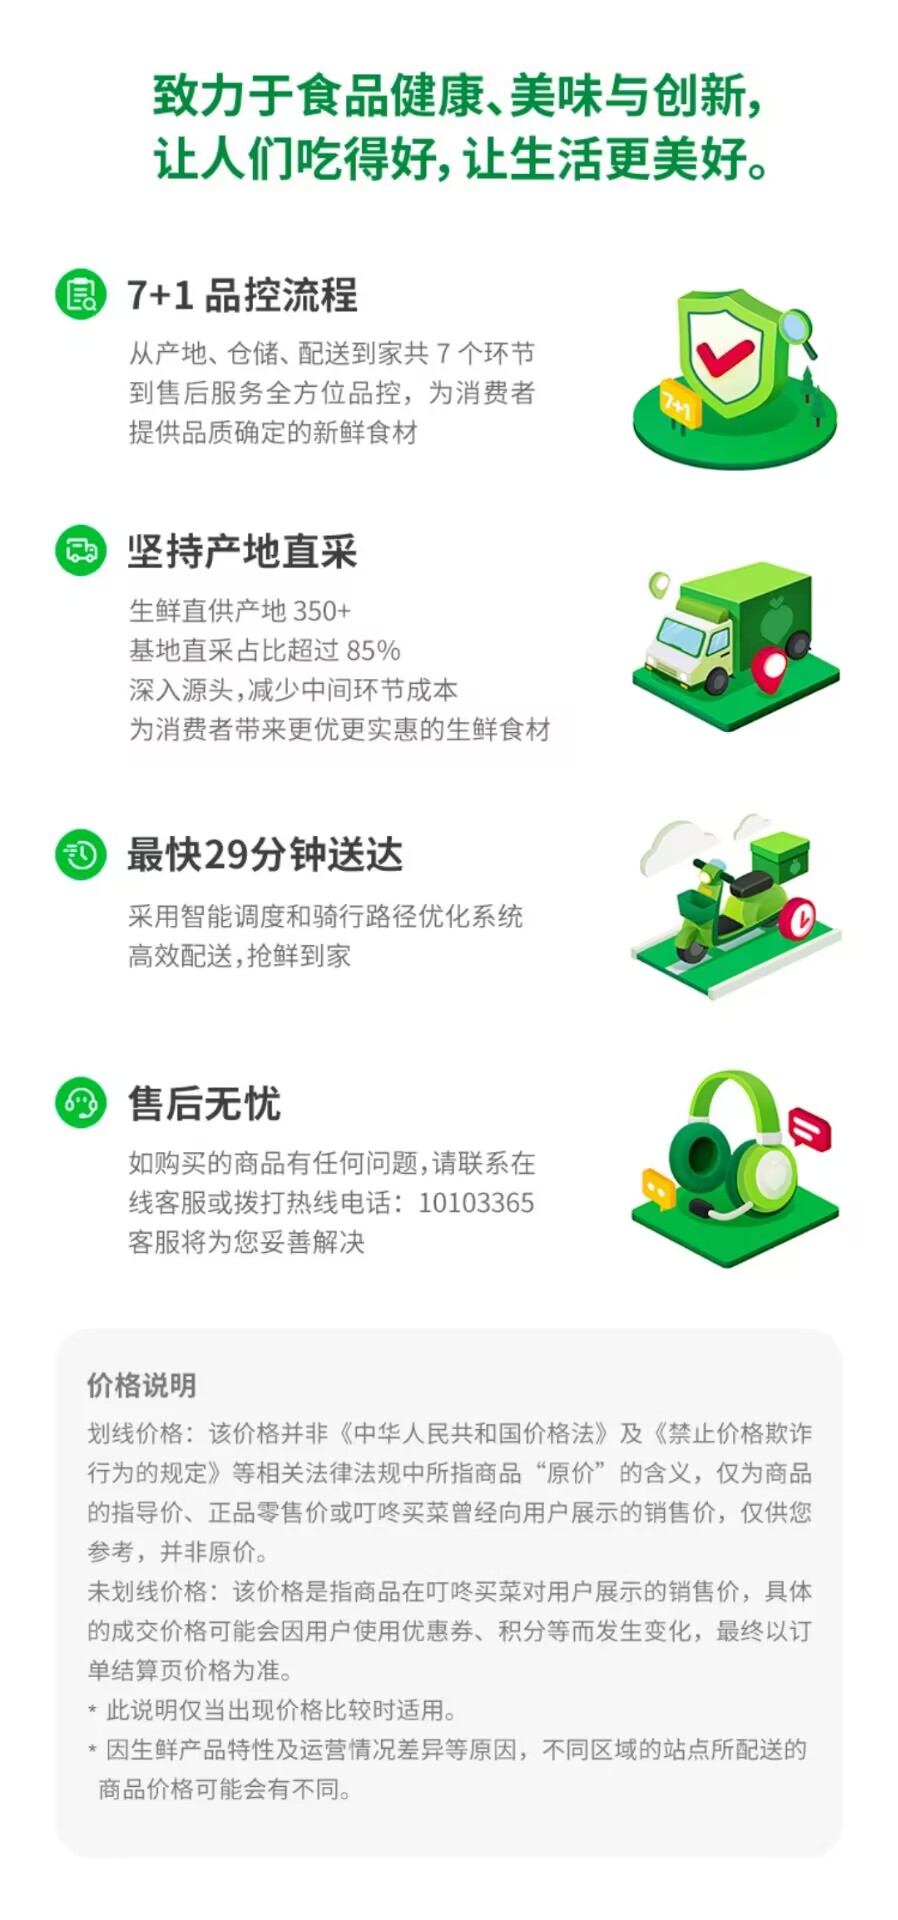 致力于食品健康、美味与创新，
让人们吃得好，让生活更美好。
7+1 品控流程
从产地、仓储、配送到家共 7 个环节
到售后服务全方位品控，为消费者
提供品质确定的新鲜食材
7+1
坚持产地直采
生鲜直供产地 350+
基地直采占比超过 85%
深入源头，减少中间环节成本
为消费者带来更优更实惠的生鲜食材
最快29分钟送达
采用智能调度和骑行路径优化系统
高效配送，抢鲜到家
售后无忧
如购买的商品有任何问题，请联系在
线客服或拨打热线电话：10103365
客服将为您妥善解决
价格说明
划线价格：该价格并非《中华人民共和国价格法》及《禁止价格欺诈
行为的规定》等相关法律法规中所指商品“原价”的含义，仅为商品
的指导价、正品零售价或叮咚买菜曾经向用户展示的销售价，仅供您
参考，并非原价。
未划线价格：该价格是指商品在叮咚买菜对用户展示的销售价，具体
的成交价格可能会因用户使用优惠券、积分等而发生变化，最终以订
单结算页价格为准。
* 此说明仅当出现价格比较时适用。
* 因生鲜产品特性及运营情况差异等原因，不同区域的站点所配送的
商品价格可能会有不同。